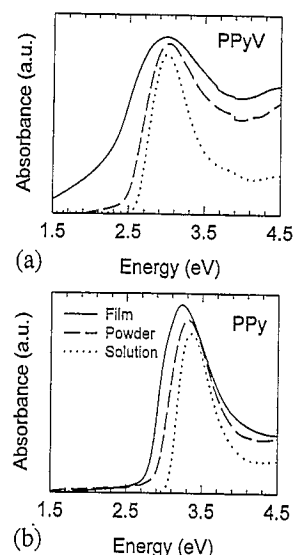 PPyV
Absorbance (a.u.)
1.5 2.5 3.5 4.5
(a)
Energy (eV)
PPy
Film
Powder
Solution
Absorbance (a.u.)
1.5 2.5 3.5 4.5
(b)
Energy (eV)